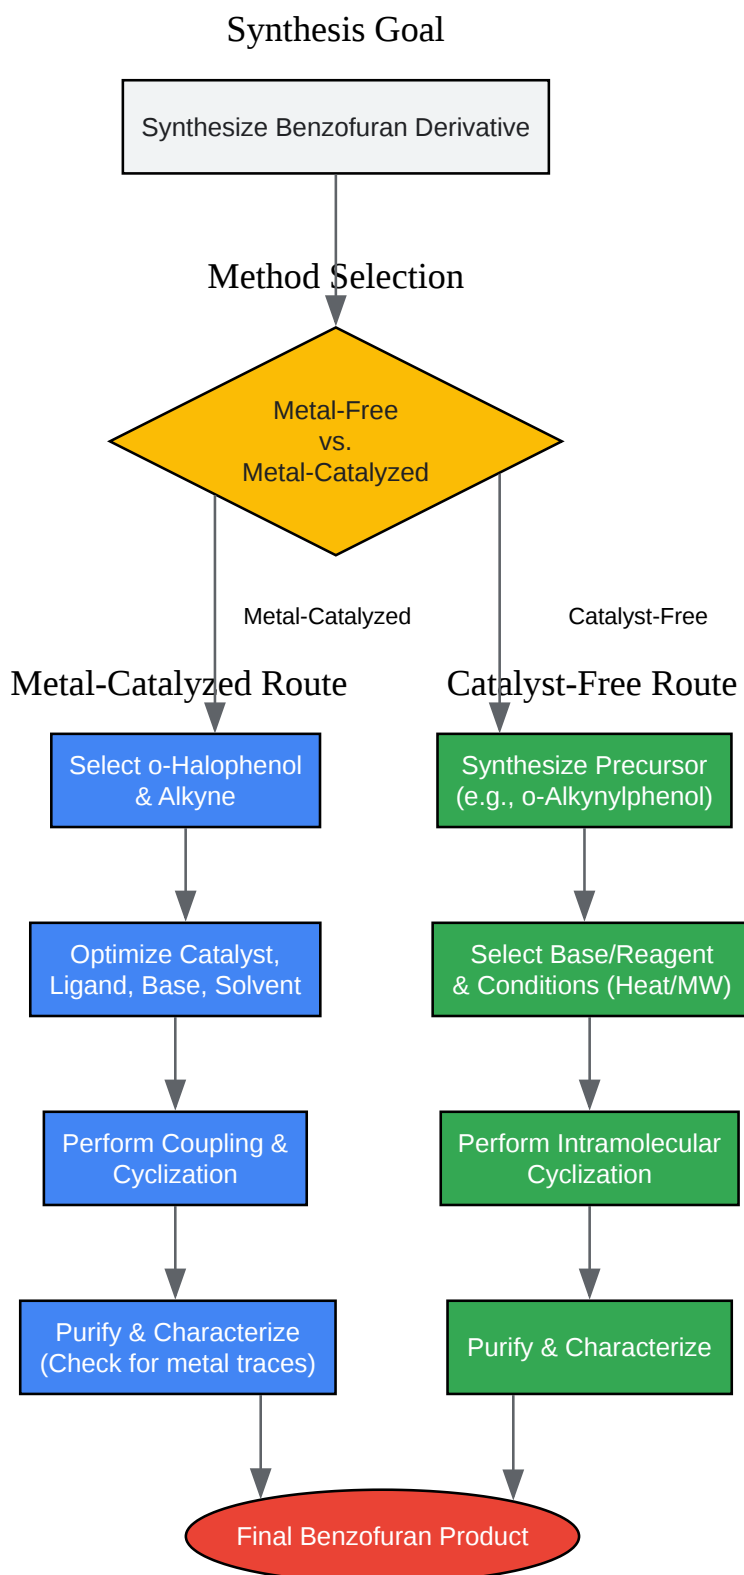 Synthesis Goal
Synthesize Benzofuran Derivative
Method Selection
Metal-Free
vs.
Metal-Catalyzed
Metal-Catalyzed
Catalyst-Free
Metal-Catalyzed Route
Catalyst-Free Route
Select o-Halophenol
& Alkyne
Synthesize Precursor
(e.g., o-Alkynylphenol)
Optimize Catalyst,
Ligand, Base, Solvent
Select Base/Reagent
& Conditions (Heat/MW)
Perform Coupling &
Cyclization
Perform Intramolecular
Cyclization
Purify & Characterize
(Check for metal traces)
Purify & Characterize
Final Benzofuran Product